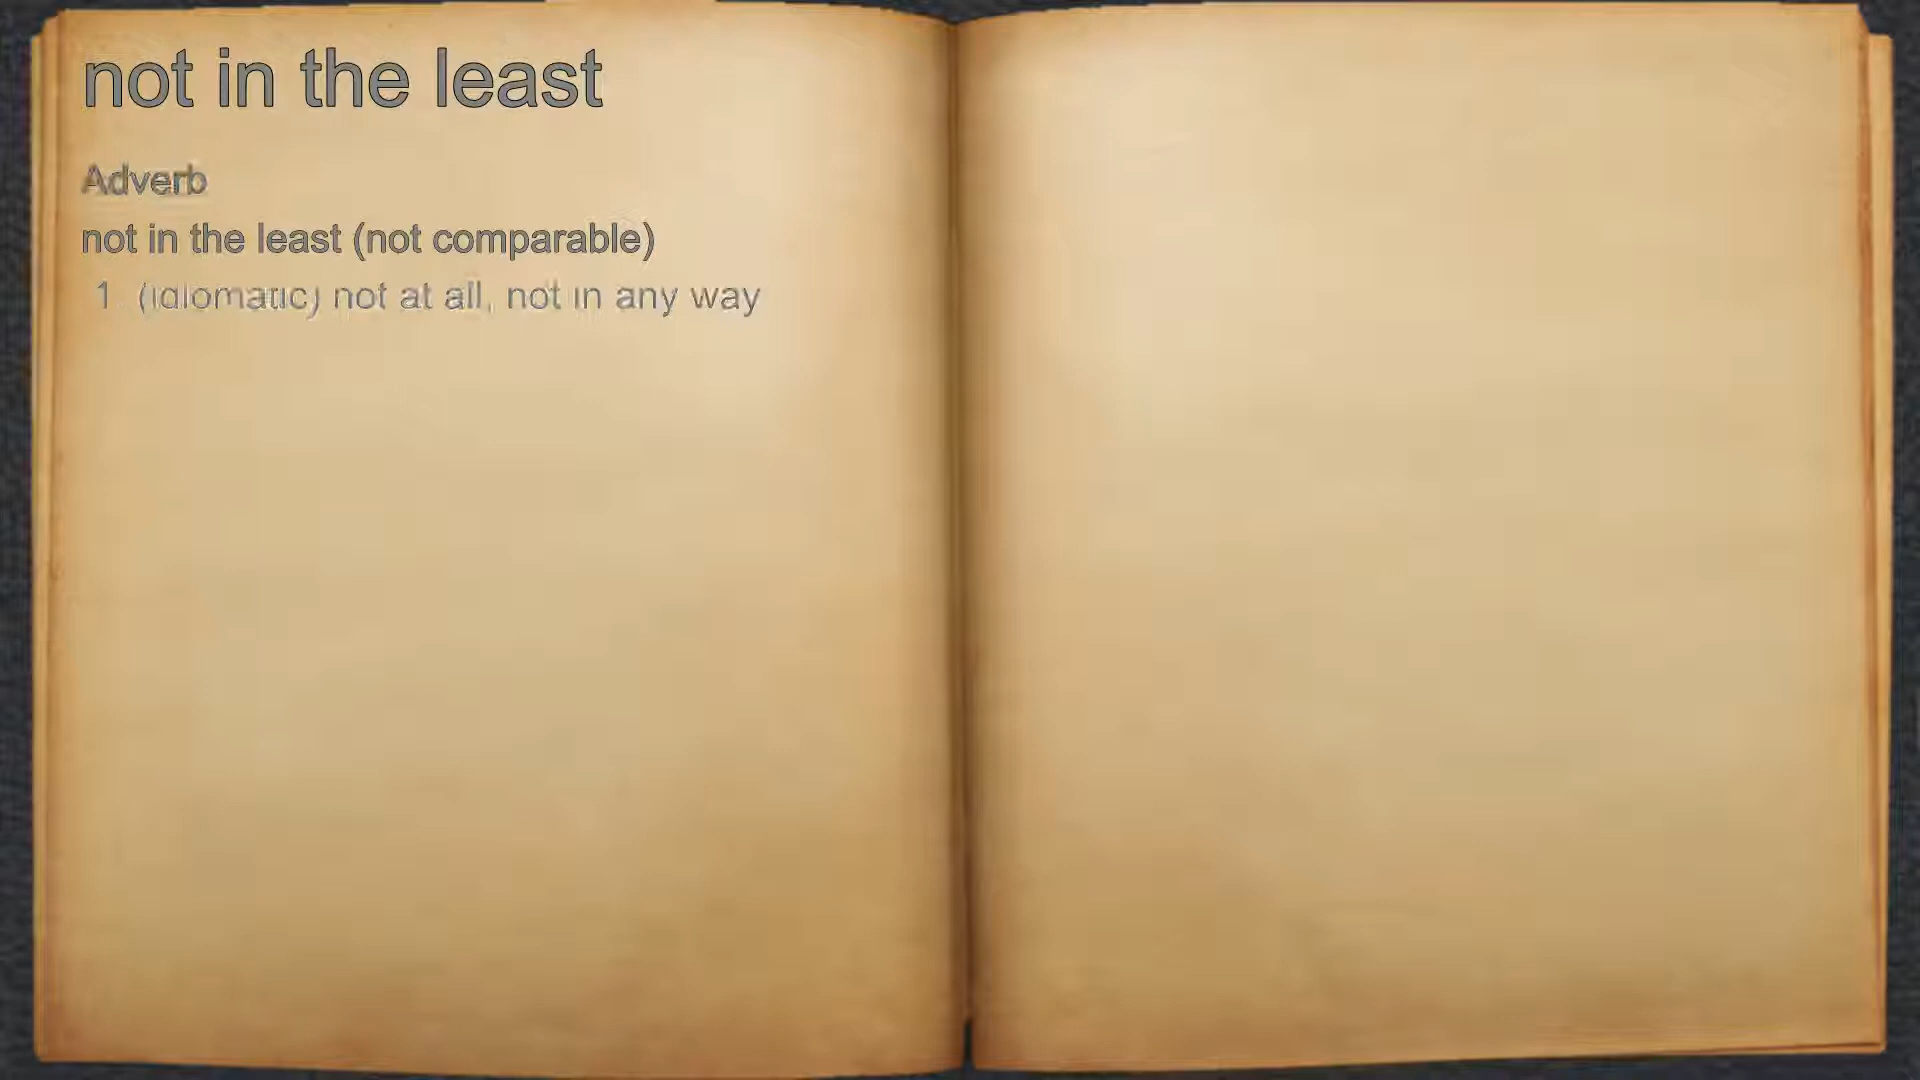 not in the least
Adverb
not in the least (not comparable)
1. (idiomatic) not at all, not in any way